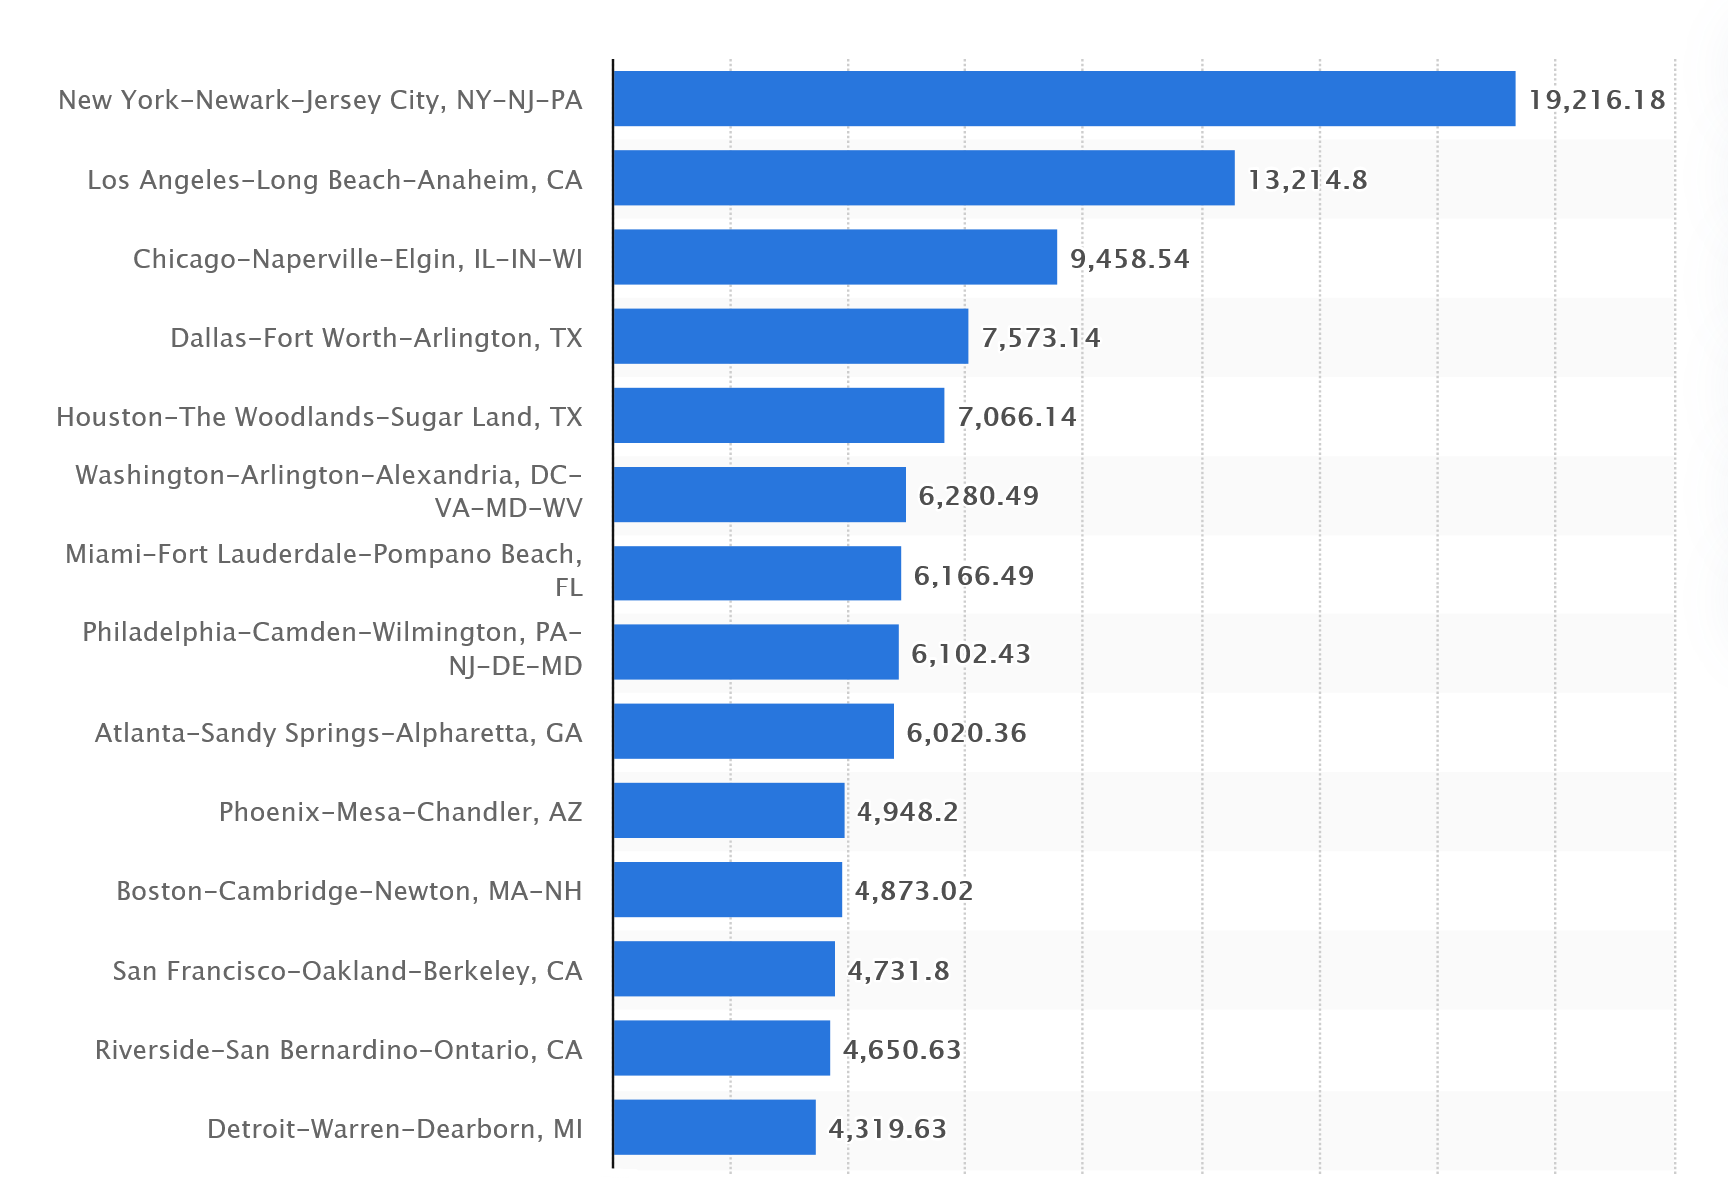 New York-Newark-Jersey City, NY-NJ-PA 19,216.18
Los Angeles-Long Beach-Anaheim, CA 13,214.8
Chicago-Naperville-Elgin, IL-IN-WI 9,458.54
Dallas-Fort Worth-Arlington, TX 7,573.14
Houston-The Woodlands-Sugar Land, TX 7,066.14
Washington-Arlington-Alexandria, DC-
VA-MD-WV 6,280.49
Miami-Fort Lauderdale-Pompano Beach,
FL 6,166.49
Philadelphia-Camden-Wilmington, PA-
NJ-DE-MD 6,102.43
Atlanta-Sandy Springs-Alpharetta, GA 6,020.36
Phoenix-Mesa-Chandler, AZ 4,948.2
Boston-Cambridge-Newton, MA-NH 4,873.02
San Francisco-Oakland-Berkeley, CA 4,731.8
Riverside-San Bernardino-Ontario, CA 4,650.63
Detroit-Warren-Dearborn, MI 4,319.63